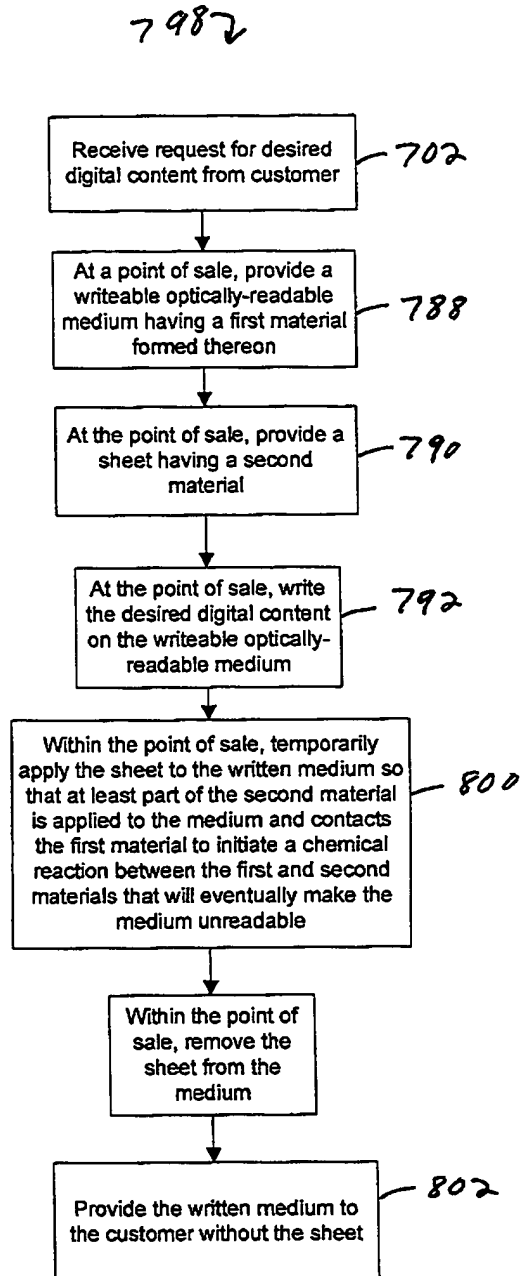 798
Receive request for desired
digital content from customer
702
At a point of sale, provide a
writeable optically-readable
medium having a first material
formed thereon
788
At the point of sale, provide a
sheet having a second
material
790
At the point of sale, write
the desired digital content
on the writeable optically-
readable medium
792
Within the point of sale, temporarily
apply the sheet to the written medium so
that at least part of the second material
is applied to the medium and contacts
the first material to initiate a chemical
reaction between the first and second
materials that will eventually make the
medium unreadable
800
Within the point of
sale, remove the
sheet from the
medium
Provide the written medium to
the customer without the sheet
802